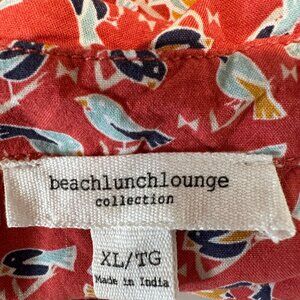 beachlunchlounge
collection
XL/TG
Made in India